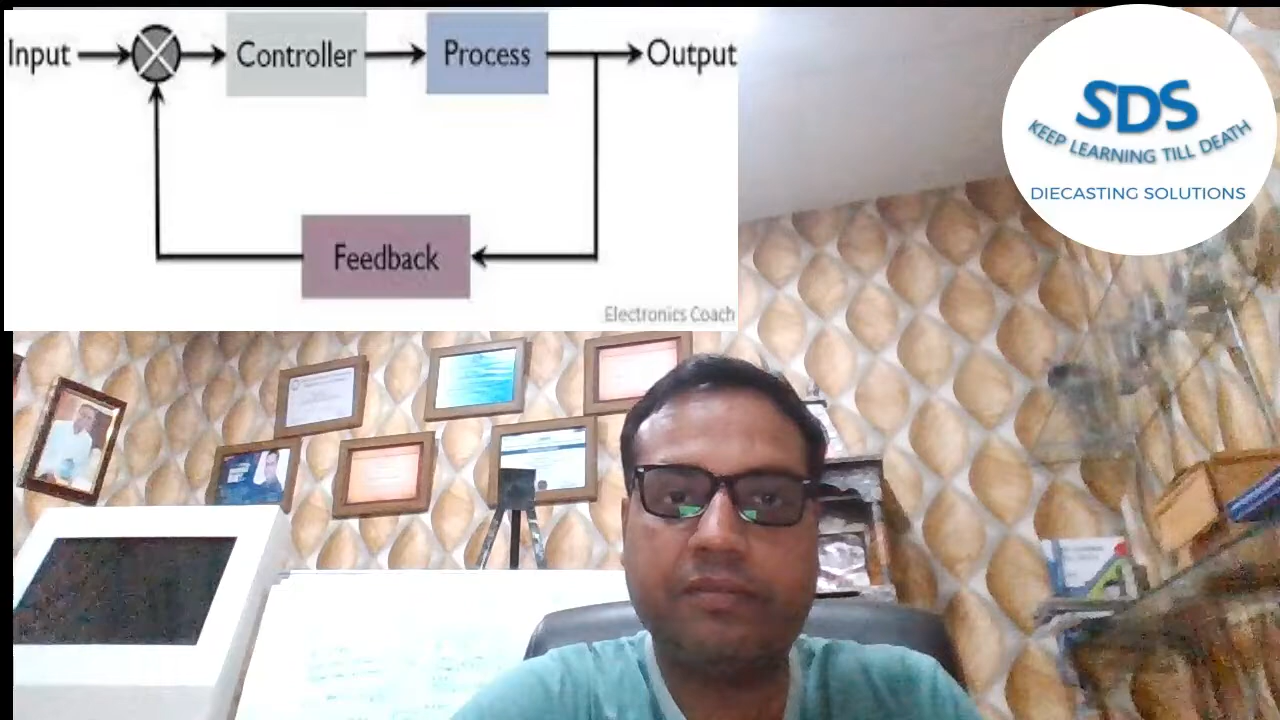 Input
Controller
Process
Output
Feedback
Electronics Coach
SDS
KEEP LEARNING TILL DEATH
DIECASTING SOLUTIONS